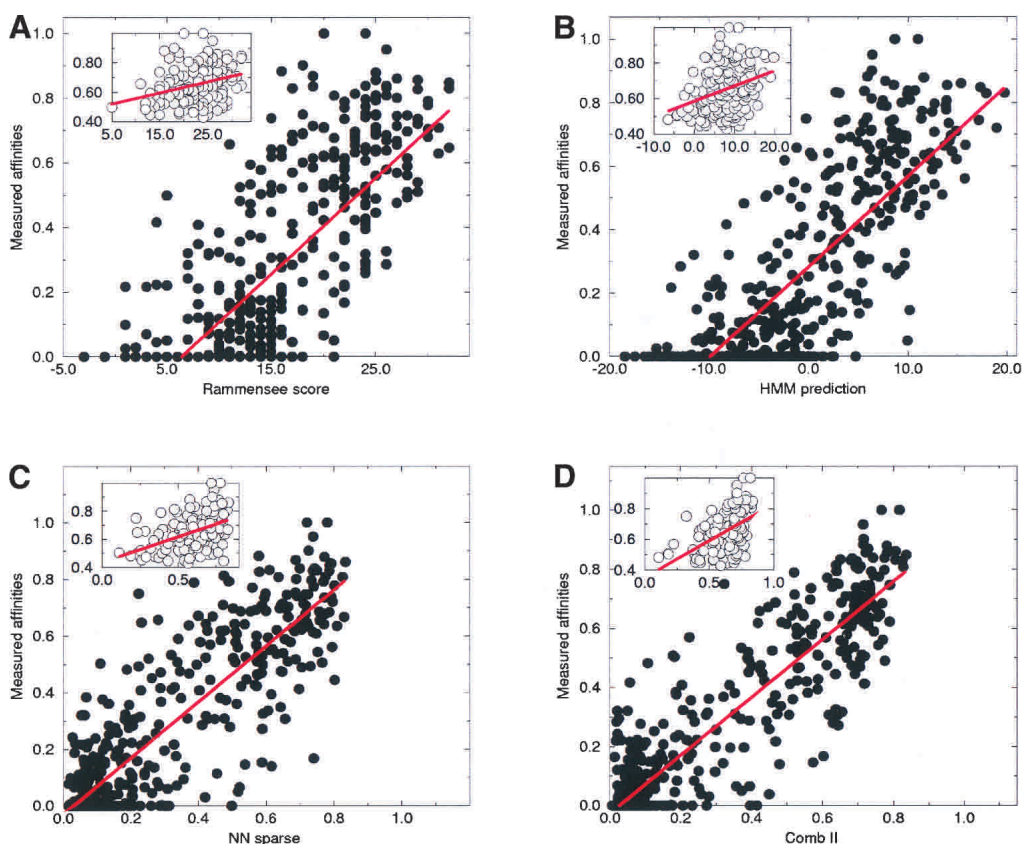 A
1.0
0.8
0.6
0.4
0.2
0.0
Measured affinities
0.80
0.60
0.40
5.0 15.0 25.0
-5.0 5.0 15.0 25.0
Rammensee score
B
1.0
0.8
0.6
0.4
0.2
0.0
Measured affinities
0.80
0.60
0.40
-10.0 0.0 10.0 20.0
-20.0 -10.0 0.0 10.0 20.0
HMM prediction
C
1.0
0.8
0.6
0.4
0.2
0.0
Measured affinities
0.8
0.6
0.4
0.0 0.5
0.0 0.2 0.4 0.6 0.8 1.0
NN sparse
D
1.0
0.8
0.6
0.4
0.2
0.0
Measured affinities
0.8
0.6
0.4
0.0 0.5 1.0
0.0 0.2 0.4 0.6 0.8 1.0
Comb II